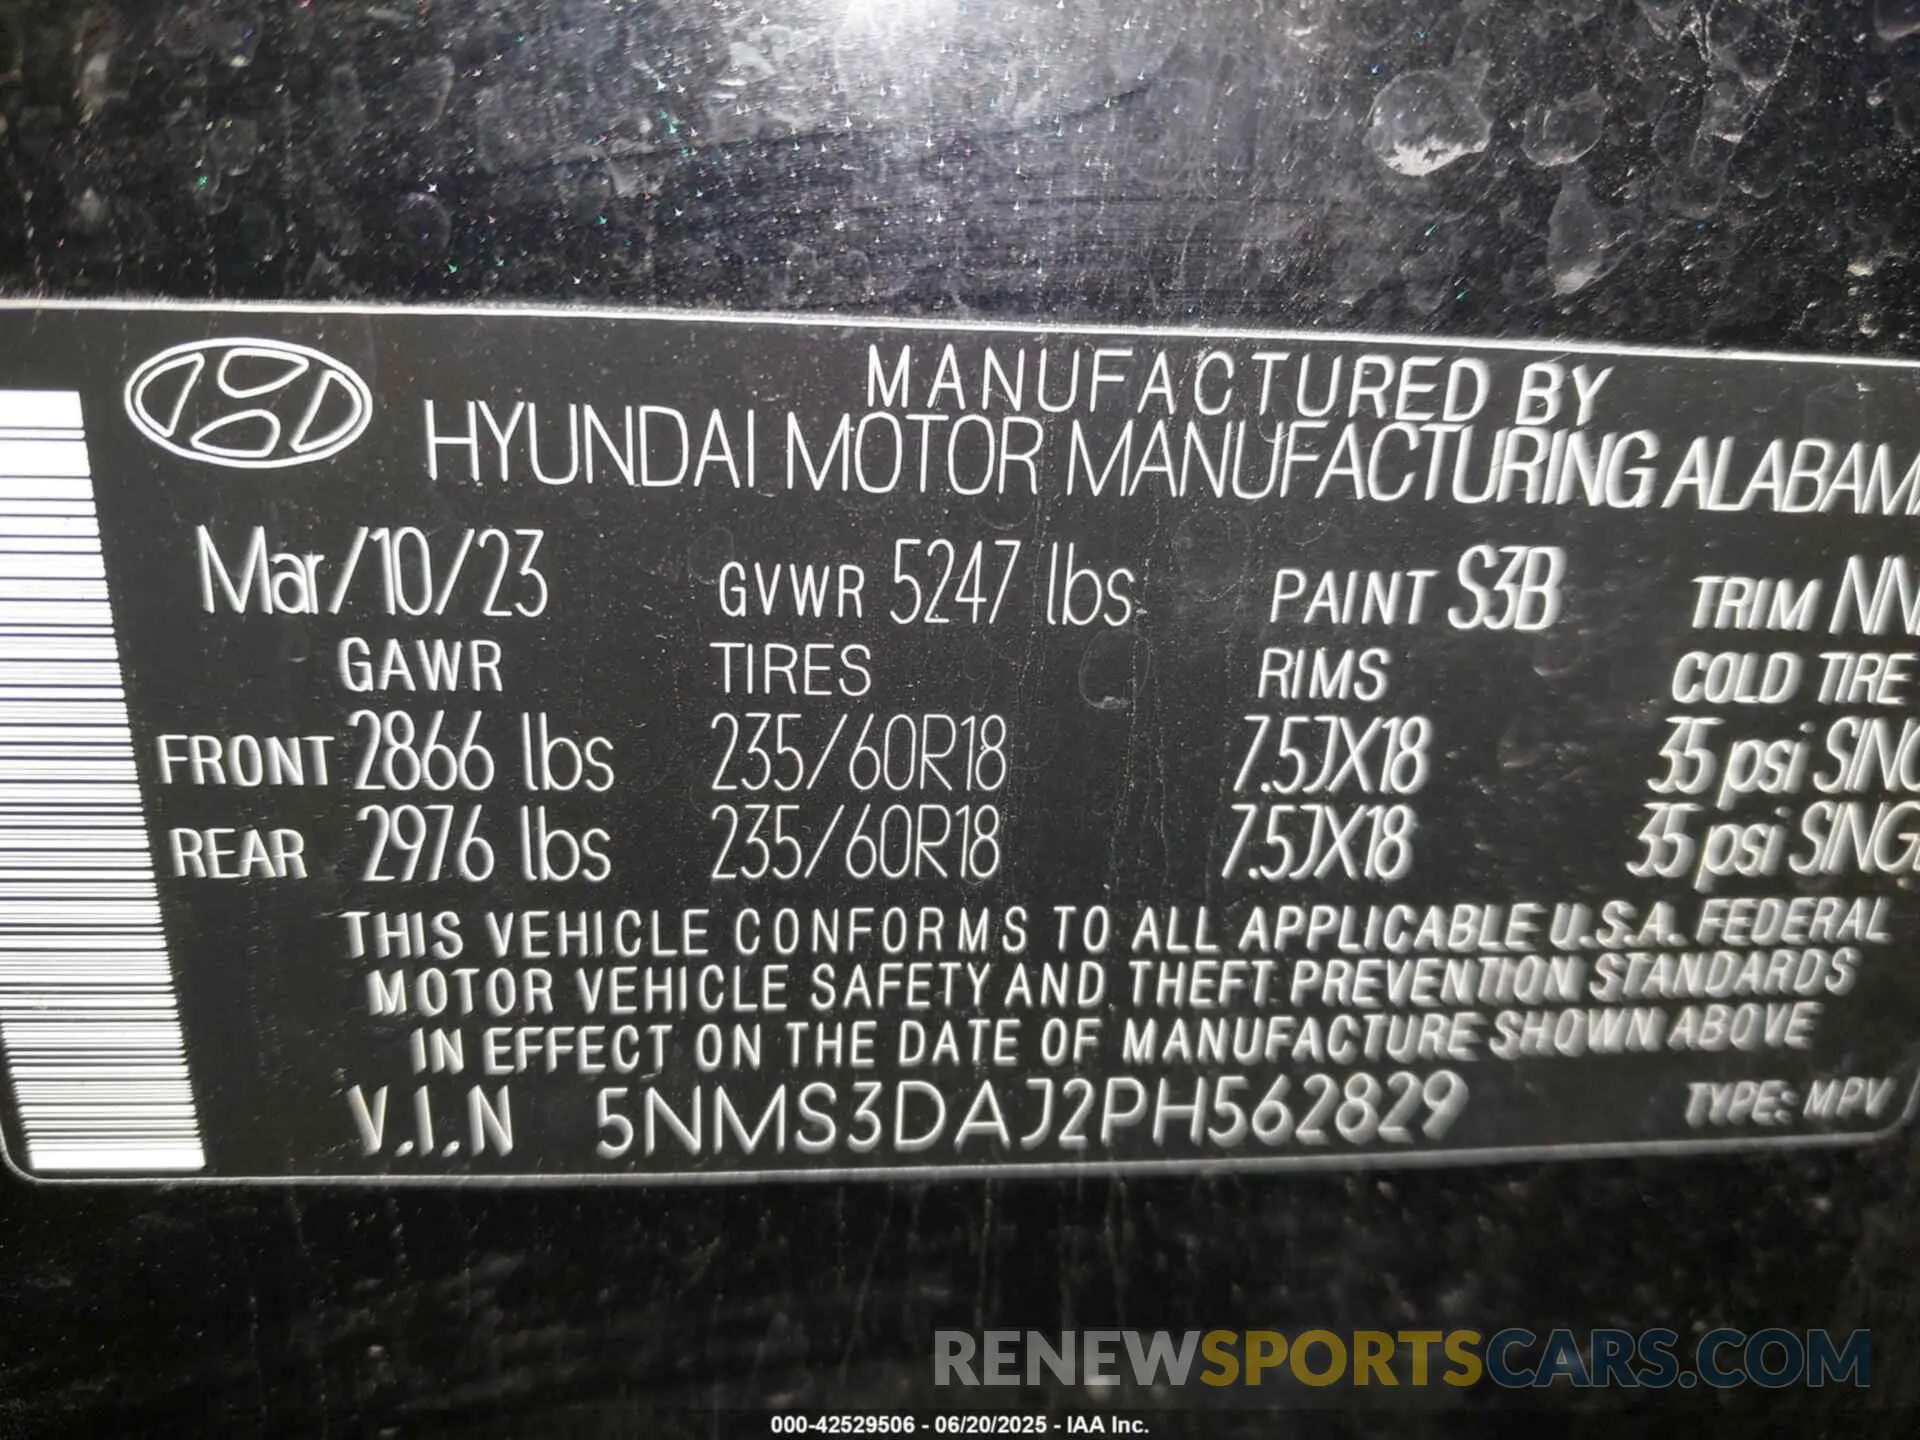 MANUFACTURED BY
HYUNDAI MOTOR MANUFACTURING
Mar/10/23 GVWR 5247 lbs PAINT S3B TRIM
GAWR TIRES RIMS COLD TIRE
FRONT 2866 lbs 235/60R18 7.5JX18 35 psi
REAR 2976 lbs 235/60R18 7.5JX18 35 psi
THIS VEHICLE CONFORMS TO ALL APPLICABLE U.S.A. FEDERAL
MOTOR VEHICLE SAFETY AND THEFT PREVENTION STANDARDS
IN EFFECT ON THE DATE OF MANUFACTURE SHOWN ABOVE
V.I.N 5NMS3DAJ2PH562829 TYPE: MPV
RENEWSPORTSCARS.COM
000-42529506 - 06/20/2025 - IAA Inc.